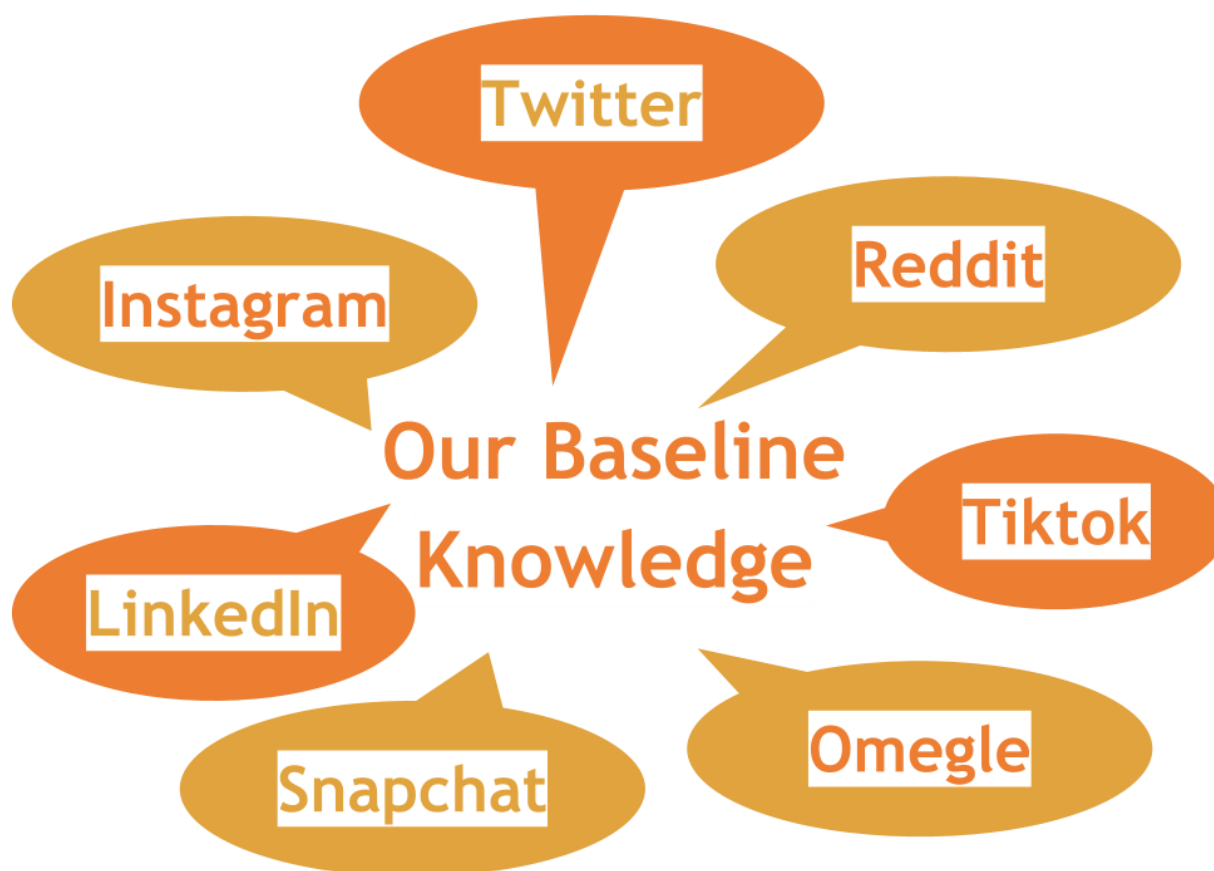 Twitter
Reddit
Instagram
Our Baseline
Knowledge
Tiktok
LinkedIn
Omegle
Snapchat